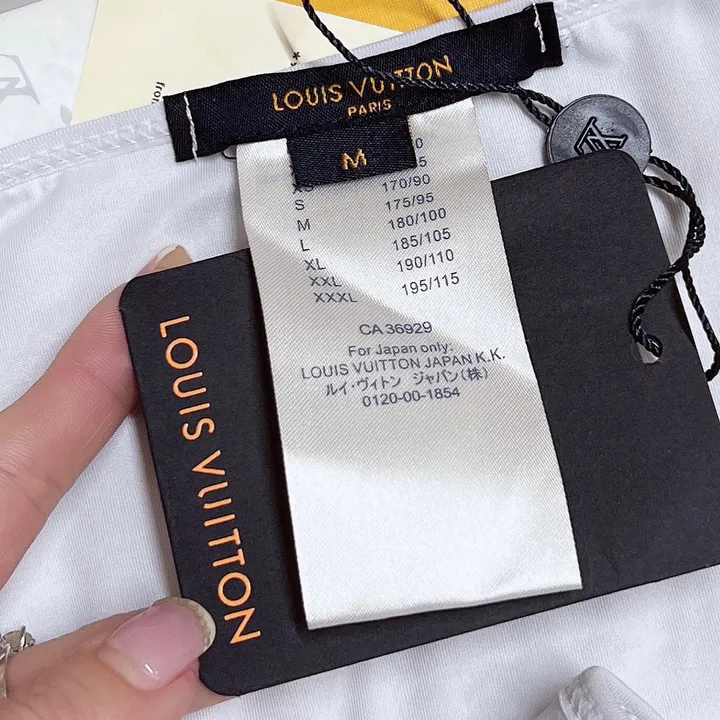 from
LOUIS VUITTON
PARIS
M
XS 170/90
S 175/95
M 180/100
L 185/105
XL 190/110
XXL 195/115
XXXL
CA 36929
For Japan only:
LOUIS VUITTON JAPAN K.K.
ルイ・ヴィトン ジャパン(株)
0120-00-1854
LOUIS VUITTON